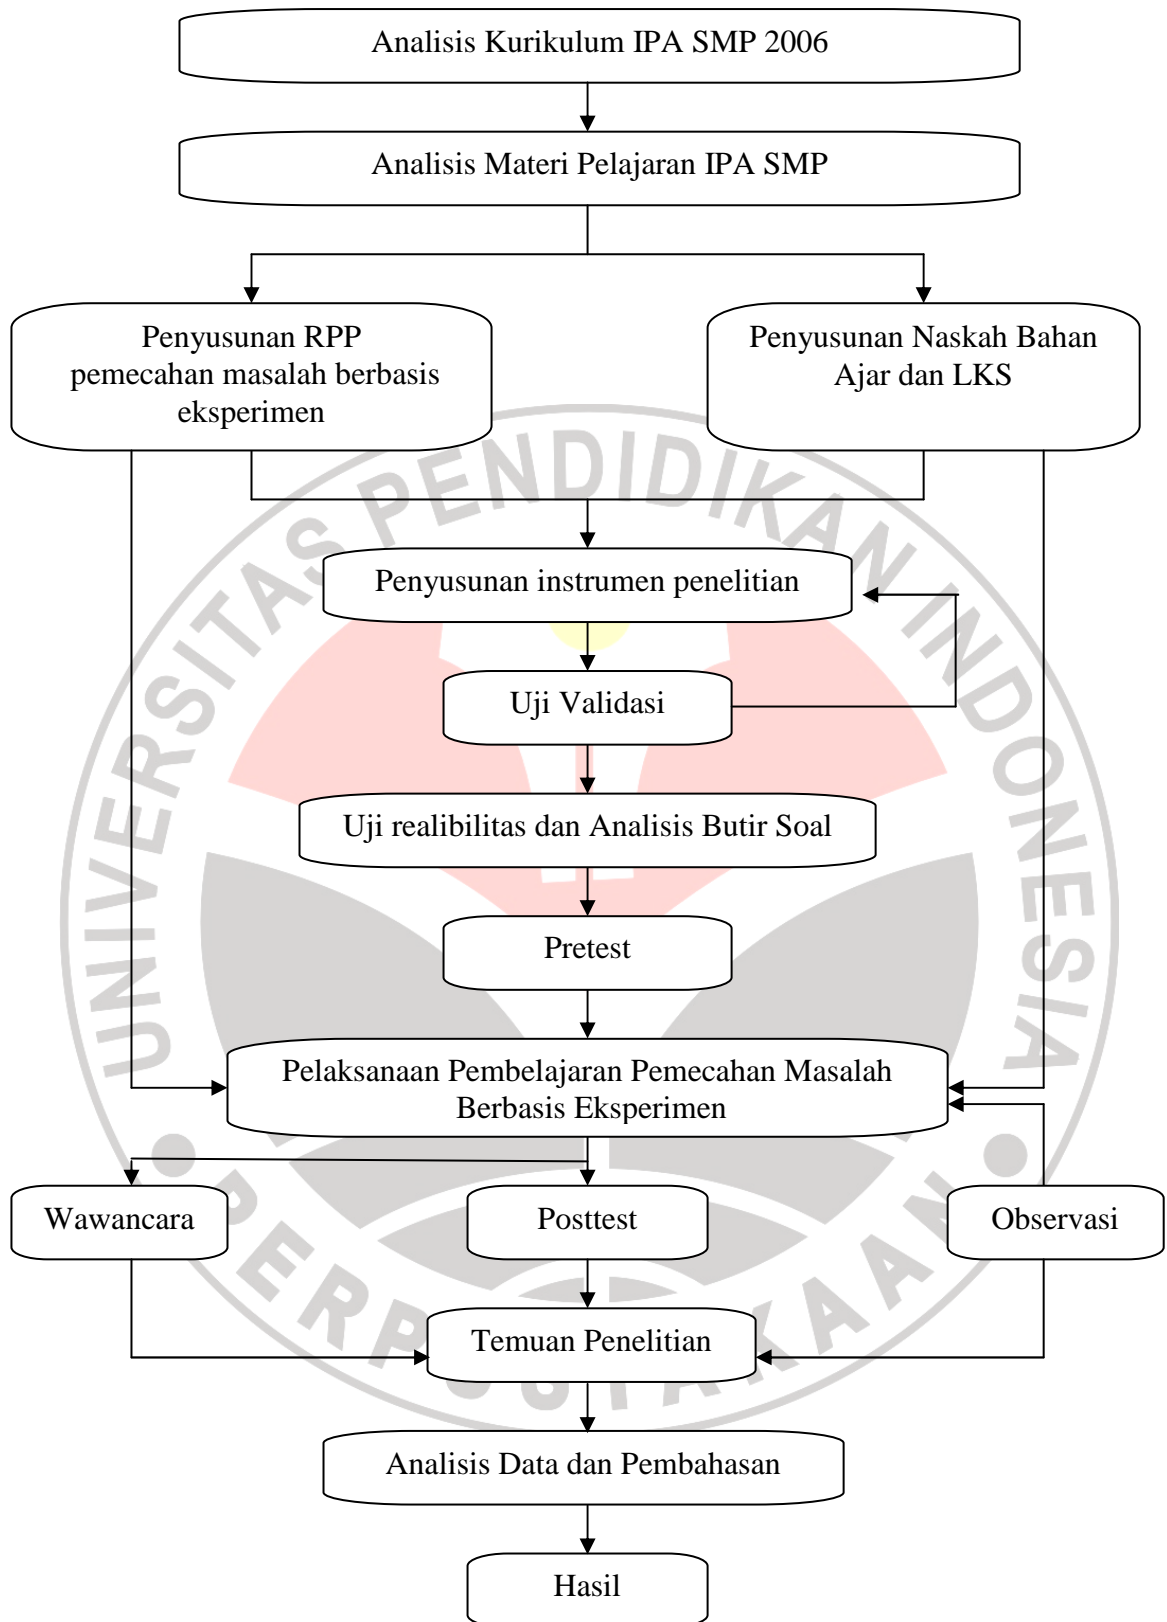 Analisis Kurikulum IPA SMP 2006
Analisis Materi Pelajaran IPA SMP
Penyusunan RPP
pemecahan masalah berbasis
eksperimen
Penyusunan Naskah Bahan
Ajar dan LKS
UNIVERSITAS PENDIDIKAN INDONESIA
Penyusunan instrumen penelitian
Uji Validasi
Uji realibilitas dan Analisis Butir Soal
Pretest
Pelaksanaan Pembelajaran Pemecahan Masalah
Berbasis Eksperimen
Wawancara
Posttest
Observasi
PERPUSTAKAAN
Temuan Penelitian
Analisis Data dan Pembahasan
Hasil